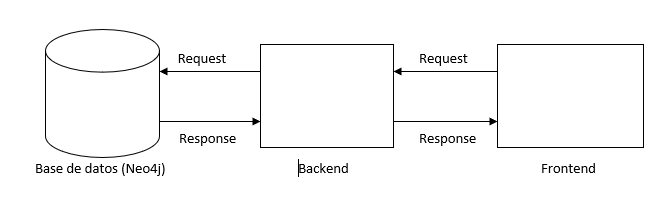 Request
Request
Response
Response
Base de datos (Neo4j)
Backend
Frontend